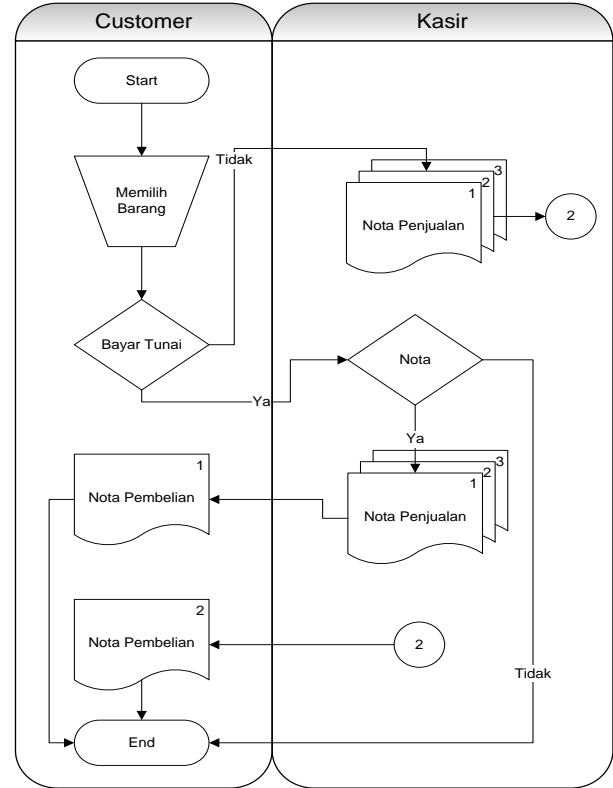 Customer
Kasir
Start
Tidak
Memilih
Barang
3
2
1
Nota Penjualan
2
Bayar Tunai
Nota
Ya
Ya
1
Nota Pembelian
3
2
1
Nota Penjualan
2
Nota Pembelian
2
Tidak
End